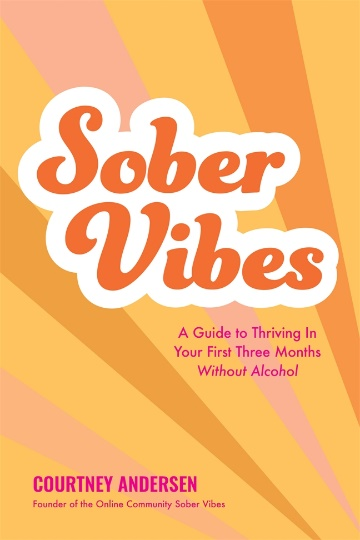 Sober
Vibes
A Guide to Thriving In
Your First Three Months
Without Alcohol
COURTNEY ANDERSEN
Founder of the Online Community Sober Vibes